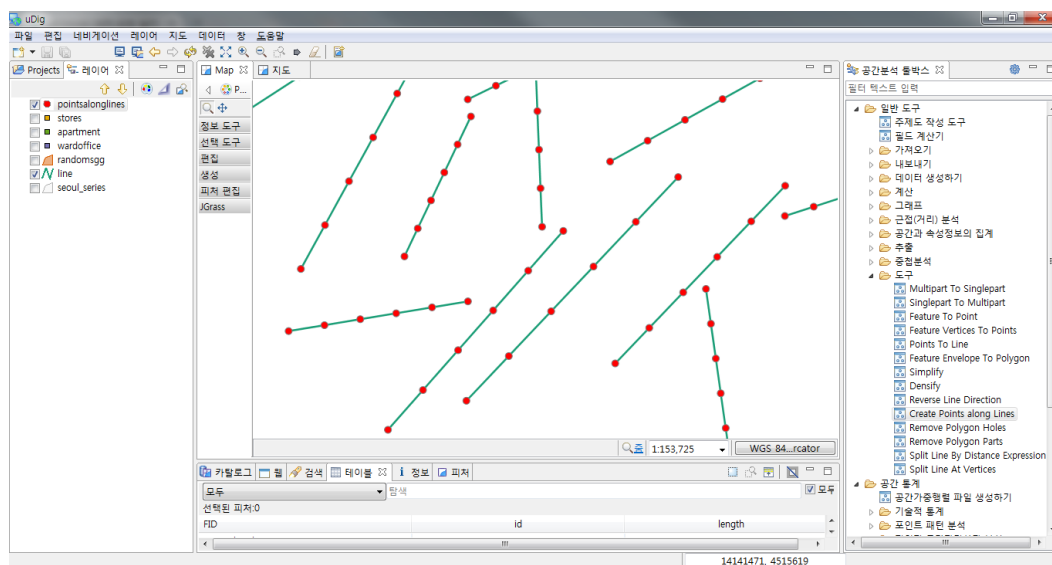 uDig
파일 편집 네비게이션 레이어 지도 데이터 창 도움말
Projects 레이어
pointsalonglines
stores
apartment
wardoffice
randomsgg
line
seoul_series
Map 지도
P...
정보 도구
선택 도구
편집
생성
피처 편집
JGrass
줌 1:153,725 WGS 84...rcator
카탈로그 웹 검색 테이블 정보 피처
모두 탐색 모두
선택된 피처:0
FID id length
공간분석 툴박스
필터 텍스트 입력
일반 도구
주제도 작성 도구
필드 계산기
가져오기
내보내기
데이터 생성하기
계산
그래프
근접(거리) 분석
공간과 속성정보의 집계
추출
중첩분석
도구
Multipart To Singlepart
Singlepart To Multipart
Feature To Point
Feature Vertices To Points
Points To Line
Feature Envelope To Polygon
Simplify
Densify
Reverse Line Direction
Create Points along Lines
Remove Polygon Holes
Remove Polygon Parts
Split Line By Distance Expression
Split Line At Vertices
공간 통계
공간가중행렬 파일 생성하기
기술적 통계
포인트 패턴 분석
14141471, 4515619